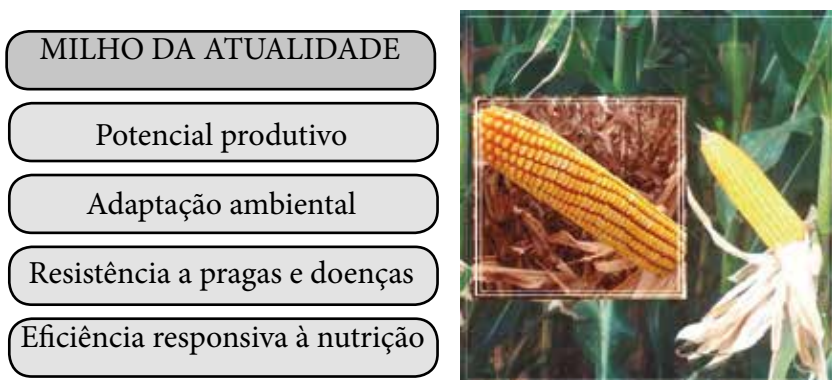 MILHO DA ATUALIDADE
Potencial produtivo
Adaptação ambiental
Resistência a pragas e doenças
Eficiência responsiva à nutrição